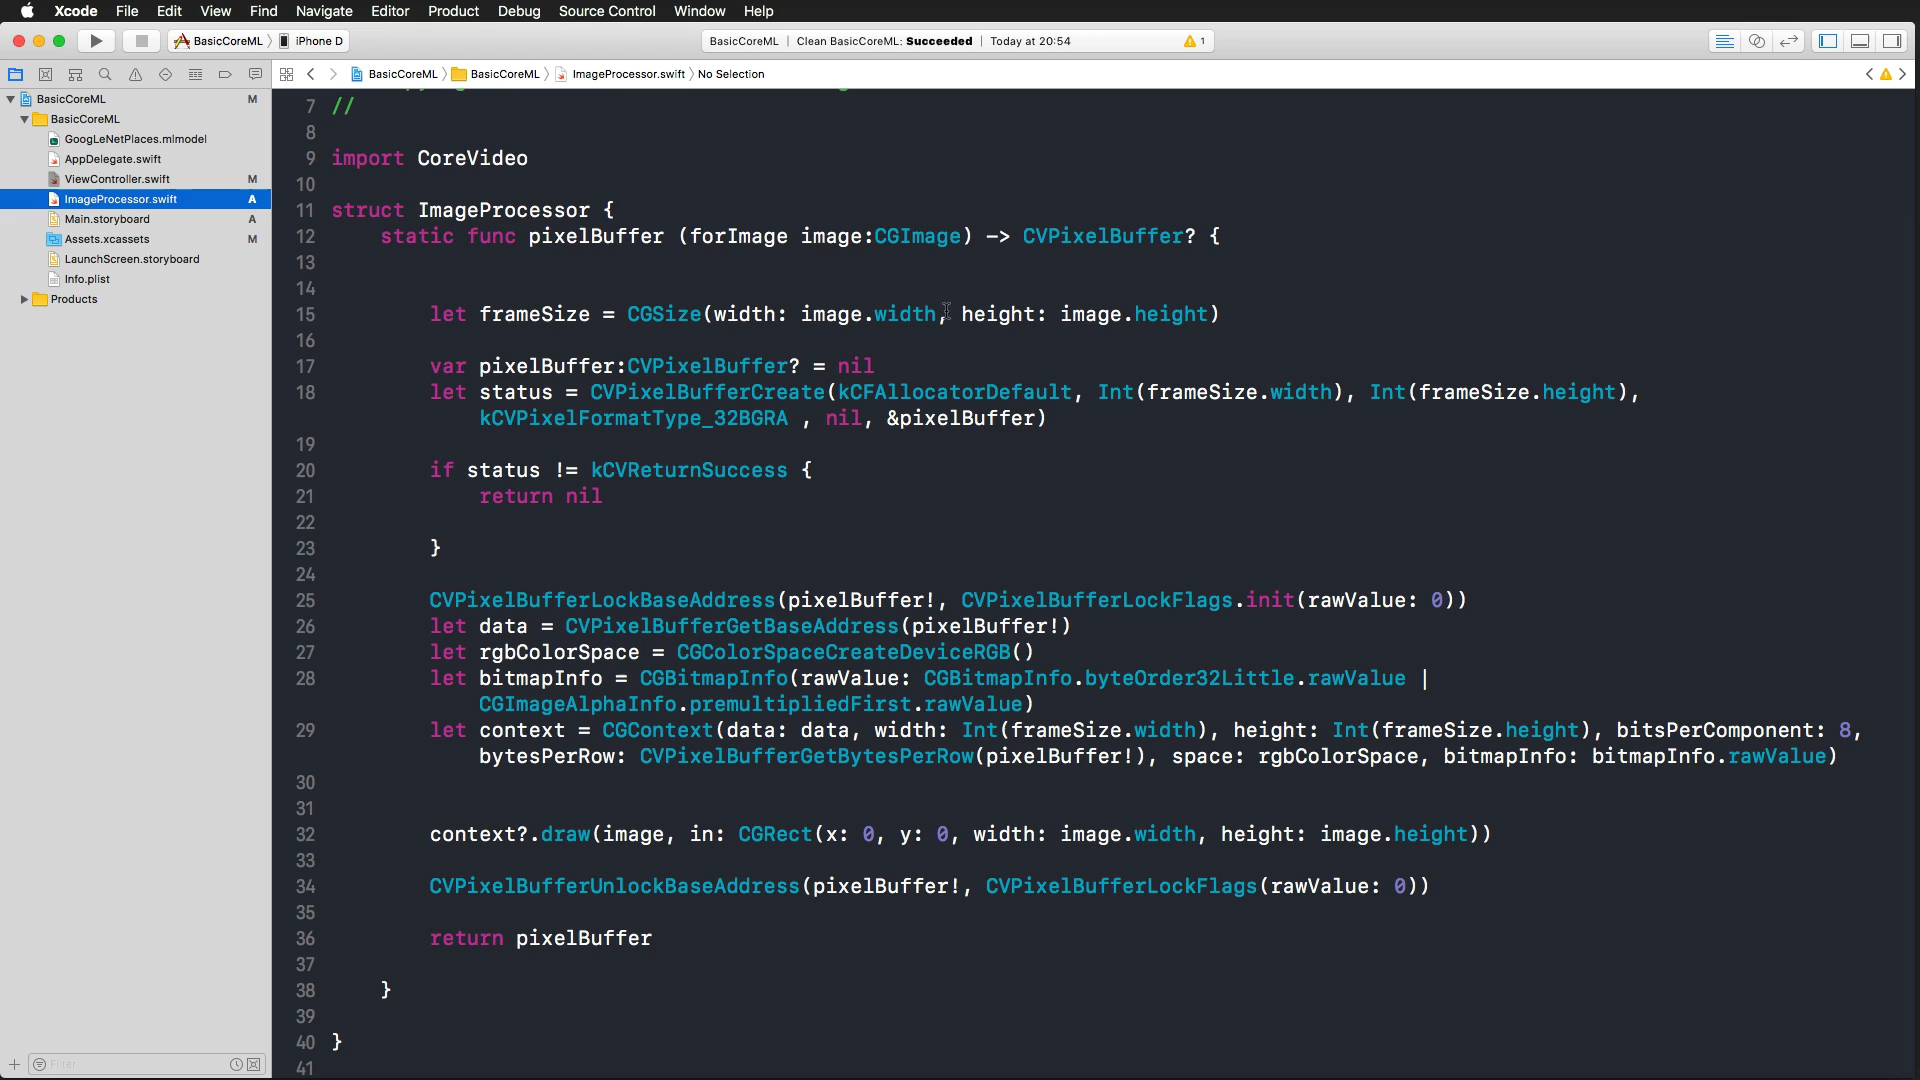 Xcode File Edit View Find Navigate Editor Product Debug Source Control Window Help
BasicCoreML iPhone D
BasicCoreML | Clean BasicCoreML: Succeeded | Today at 20:54 1
BasicCoreML BasicCoreML ImageProcessor.swift No Selection
BasicCoreML M
BasicCoreML
GoogLeNetPlaces.mlmodel
AppDelegate.swift
ViewController.swift M
ImageProcessor.swift A
Main.storyboard A
Assets.xcassets M
LaunchScreen.storyboard
Info.plist
Products
Filter
7 //
8
9 import CoreVideo
10
11 struct ImageProcessor {
12 static func pixelBuffer (forImage image:CGImage) -> CVPixelBuffer? {
13
14
15 let frameSize = CGSize(width: image.width, height: image.height)
16
17 var pixelBuffer:CVPixelBuffer? = nil
18 let status = CVPixelBufferCreate(kCFAllocatorDefault, Int(frameSize.width), Int(frameSize.height),
kCVPixelFormatType_32BGRA , nil, &pixelBuffer)
19
20 if status != kCVReturnSuccess {
21 return nil
22
23 }
24
25 CVPixelBufferLockBaseAddress(pixelBuffer!, CVPixelBufferLockFlags.init(rawValue: 0))
26 let data = CVPixelBufferGetBaseAddress(pixelBuffer!)
27 let rgbColorSpace = CGColorSpaceCreateDeviceRGB()
28 let bitmapInfo = CGBitmapInfo(rawValue: CGBitmapInfo.byteOrder32Little.rawValue |
CGImageAlphaInfo.premultipliedFirst.rawValue)
29 let context = CGContext(data: data, width: Int(frameSize.width), height: Int(frameSize.height), bitsPerComponent: 8,
bytesPerRow: CVPixelBufferGetBytesPerRow(pixelBuffer!), space: rgbColorSpace, bitmapInfo: bitmapInfo.rawValue)
30
31
32 context?.draw(image, in: CGRect(x: 0, y: 0, width: image.width, height: image.height))
33
34 CVPixelBufferUnlockBaseAddress(pixelBuffer!, CVPixelBufferLockFlags(rawValue: 0))
35
36 return pixelBuffer
37
38 }
39
40 }
41